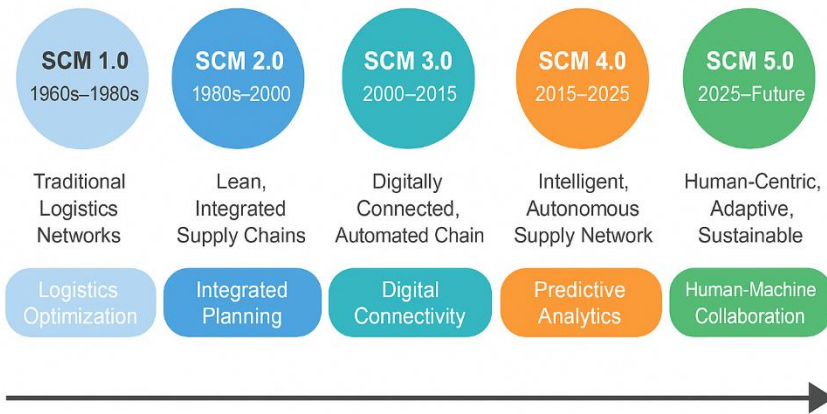 SCM 1.0
1960s–1980s
SCM 2.0
1980s–2000
SCM 3.0
2000–2015
SCM 4.0
2015–2025
SCM 5.0
2025–Future
Traditional
Logistics
Networks
Lean,
Integrated
Supply Chains
Digitally
Connected,
Automated Chain
Intelligent,
Autonomous
Supply Network
Human-Centric,
Adaptive,
Sustainable
Logistics
Optimization
Integrated
Planning
Digital
Connectivity
Predictive
Analytics
Human-Machine
Collaboration